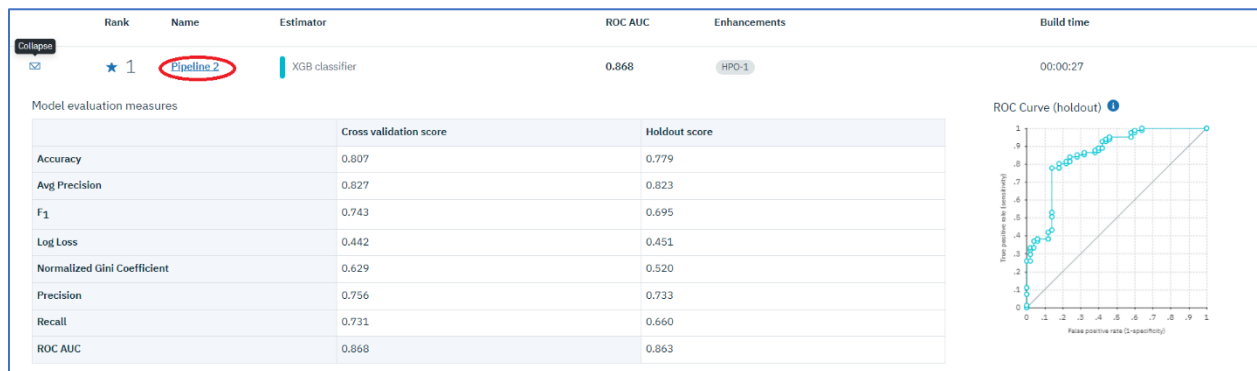 Rank Name Estimator ROC AUC Enhancements Build time
Collapse
★ 1 Pipeline 2 XGB classifier 0.868 HPO-1 00:00:27
Model evaluation measures
ROC Curve (holdout)
Cross validation score Holdout score
Accuracy 0.807 0.779
Avg Precision 0.827 0.823
F1 0.743 0.695
Log Loss 0.442 0.451
Normalized Gini Coefficient 0.629 0.520
Precision 0.756 0.733
Recall 0.731 0.660
ROC AUC 0.868 0.863
True positive rate (sensitivity)
1
.9
.8
.7
.6
.5
.4
.3
.2
.1
0
0 .1 .2 .3 .4 .5 .6 .7 .8 .9 1
False positive rate (1-specificity)